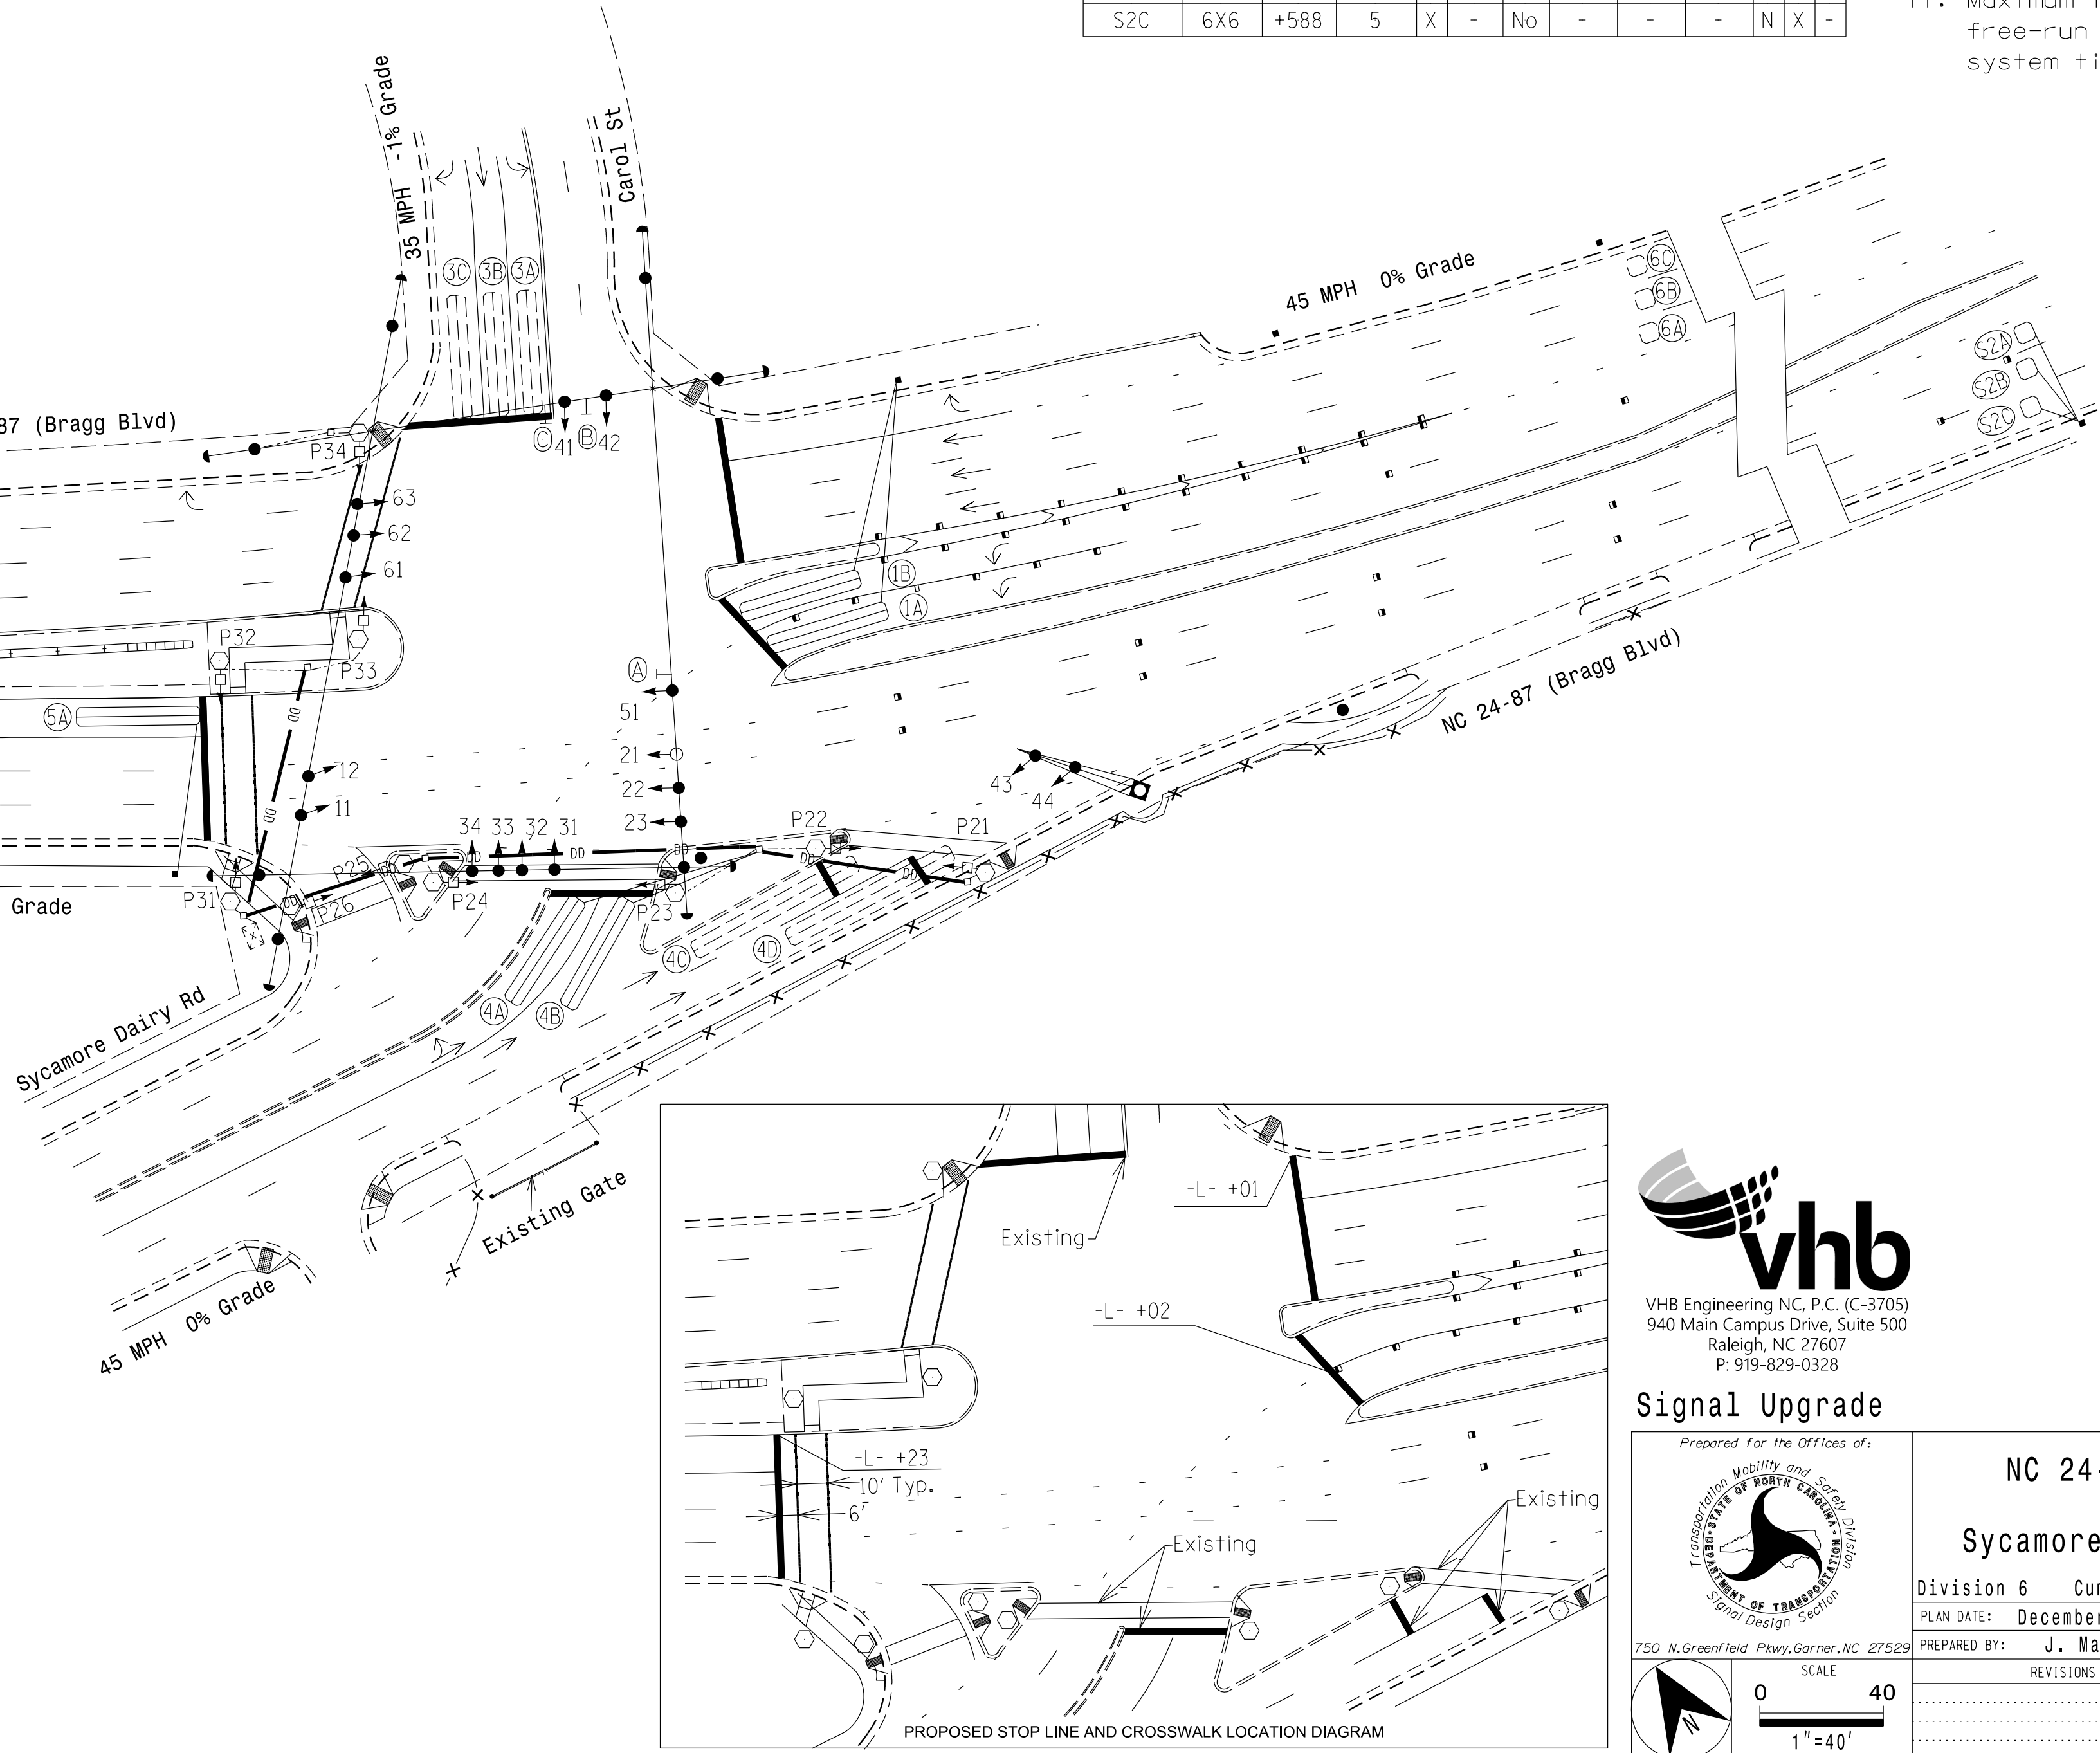 S2C 6X6 +588 5 X - No - - - N X -
free-run
system ti
35 MPH -1% Grade
Carol St
3C 3B 3A
45 MPH 0% Grade
6C
6B
6A
S2A
S2B
S2C
87 (Bragg Blvd)
P34
C 41 B 42
63
62
61
1B
1A
P32
P33
5A
A
51
21
22
23
12
11
43
44
NC 24-87 (Bragg Blvd)
34 33 32 31
P22
P21
P25
P31
P26
P24
P23
Grade
4C
4D
4A
4B
Sycamore Dairy Rd
Existing Gate
45 MPH 0% Grade
-L- +01
Existing
-L- +02
-L- +23
10' Typ.
6'
Existing
Existing
PROPOSED STOP LINE AND CROSSWALK LOCATION DIAGRAM
vhb
VHB Engineering NC, P.C. (C-3705)
940 Main Campus Drive, Suite 500
Raleigh, NC 27607
P: 919-829-0328
Signal Upgrade
Prepared for the Offices of:
Transportation Mobility and Safety Division
STATE OF NORTH CAROLINA
DEPARTMENT OF TRANSPORTATION
Signal Design Section
750 N.Greenfield Pkwy,Garner,NC 27529
SCALE
0 40
1"=40'
N
NC 24-
Sycamore
Division 6 Cu
PLAN DATE: December
PREPARED BY: J. Ma
REVISIONS